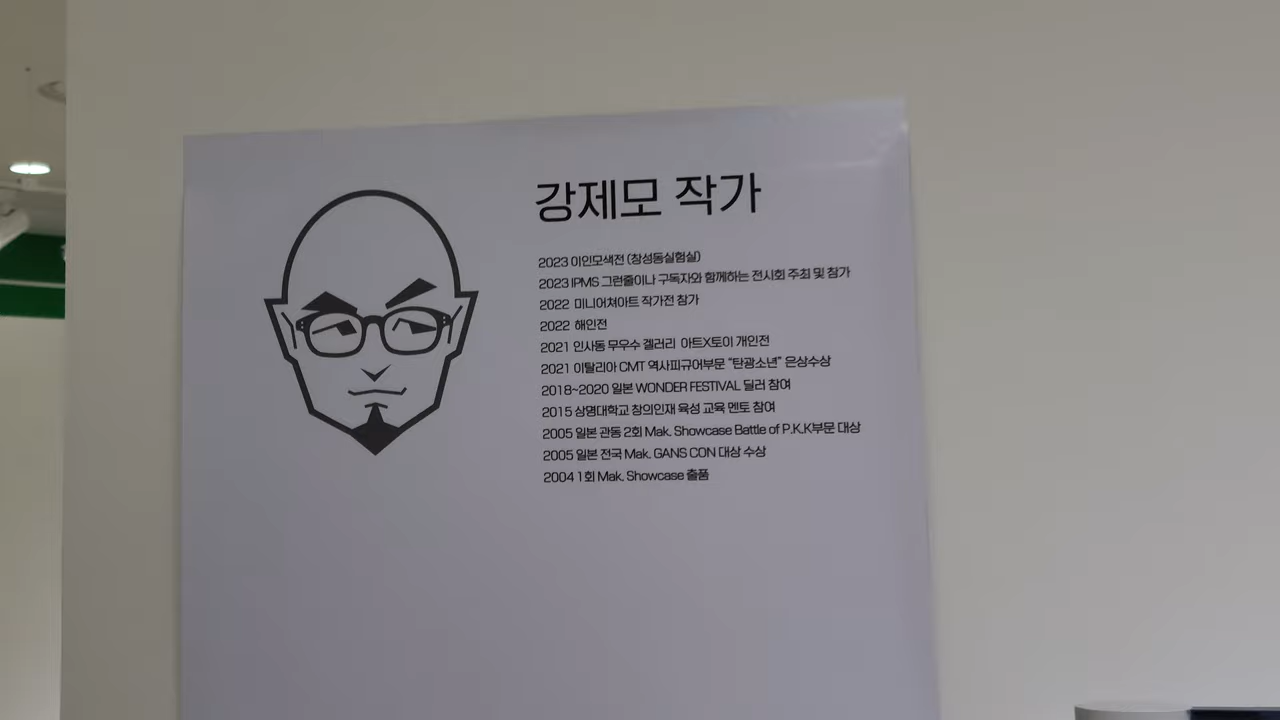 강제모 작가
2023 이인모색전 (창성동실험실)
2023 IPMS 그런줄이나 구독자와 함께하는 전시회 주최 및 참가
2022 미니어쳐아트 작가전 참가
2022 해인전
2021 인사동 무우수 겔러리 아트X토이 개인전
2021 이탈리아 CMT 역사피규어부문 “탄광소년” 은상수상
2018~2020 일본 WONDER FESTIVAL 딜러 참여
2015 상명대학교 창의인재 육성 교육 멘토 참여
2005 일본 관동 2회 Mak. Showcase Battle of P.K.K부문 대상
2005 일본 전국 Mak. GANS CON 대상 수상
2004 1회 Mak. Showcase 출품